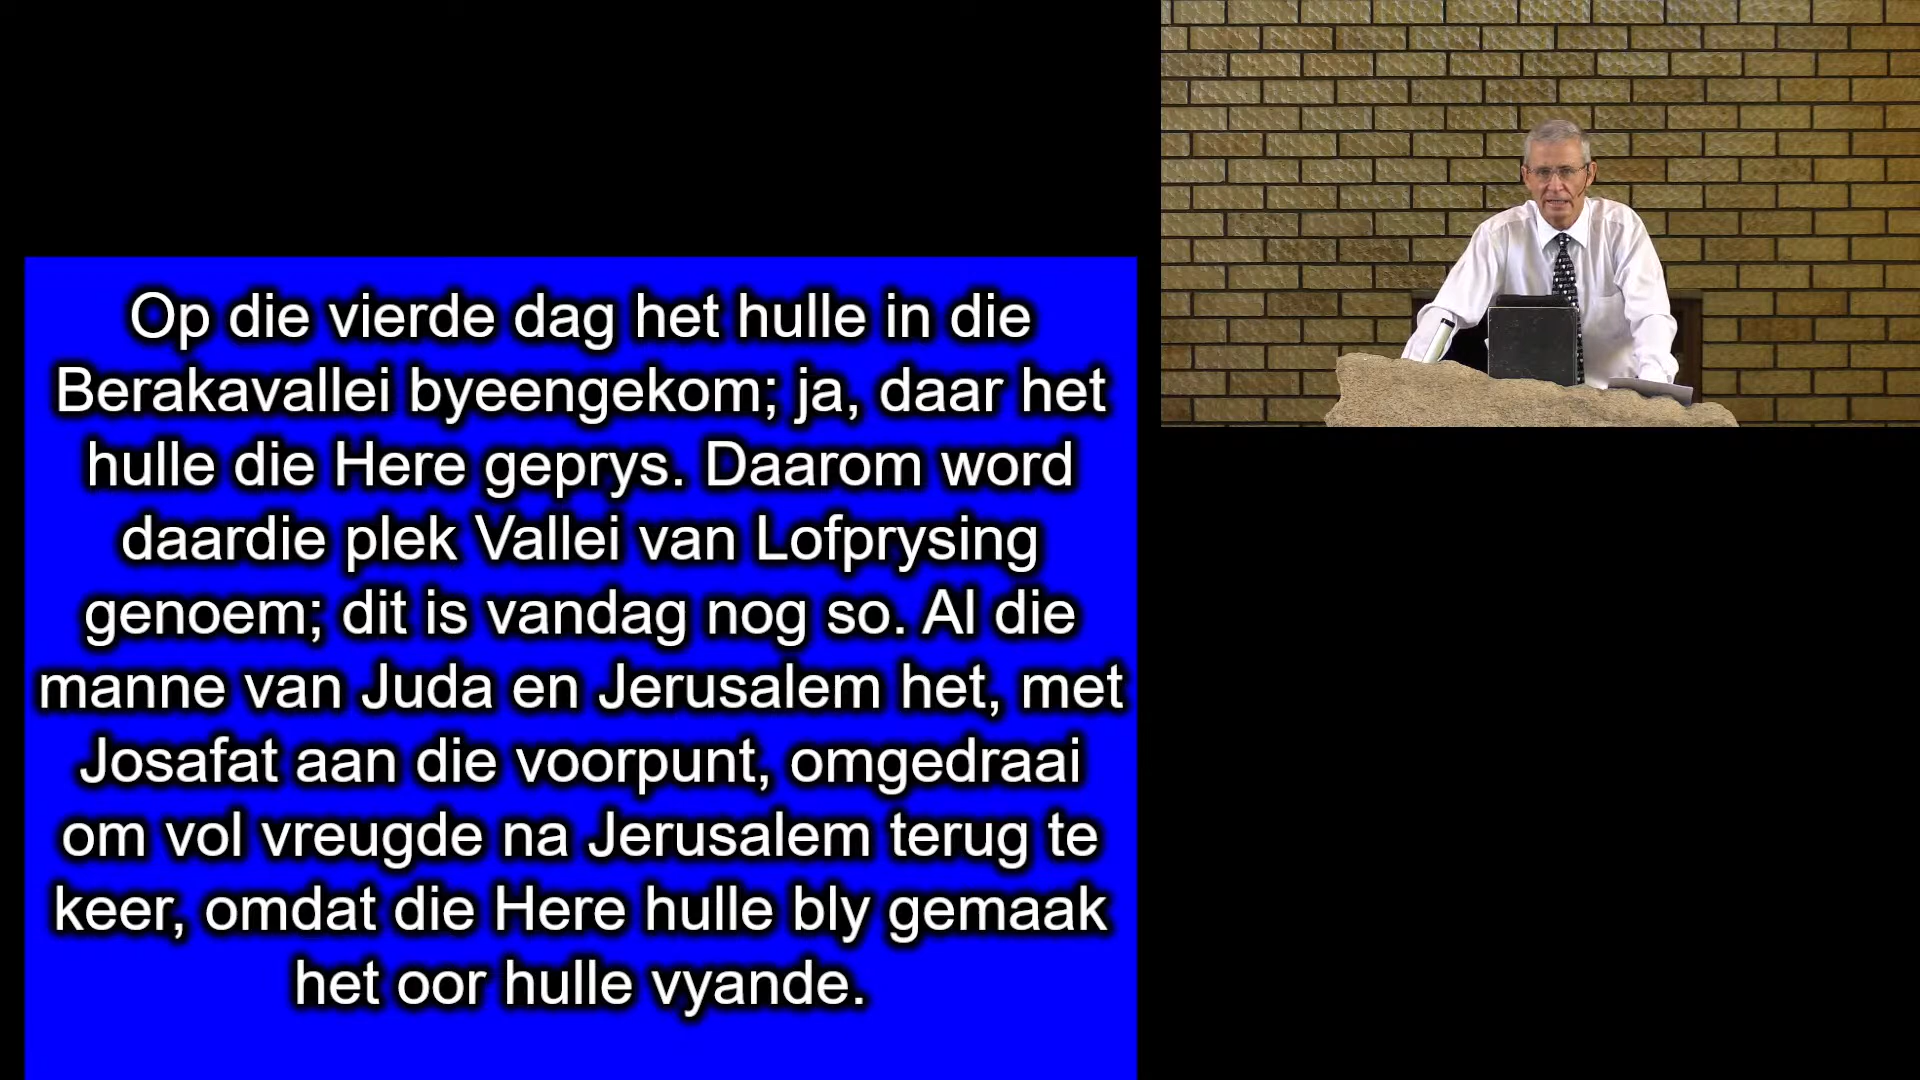 Op die vierde dag het hulle in die
Berakavallei byeengekom; ja, daar het
hulle die Here geprys. Daarom word
daardie plek Vallei van Lofprysing
genoem; dit is vandag nog so. Al die
manne van Juda en Jerusalem het, met
Josafat aan die voorpunt, omgedraai
om vol vreugde na Jerusalem terug te
keer, omdat die Here hulle bly gemaak
het oor hulle vyande.